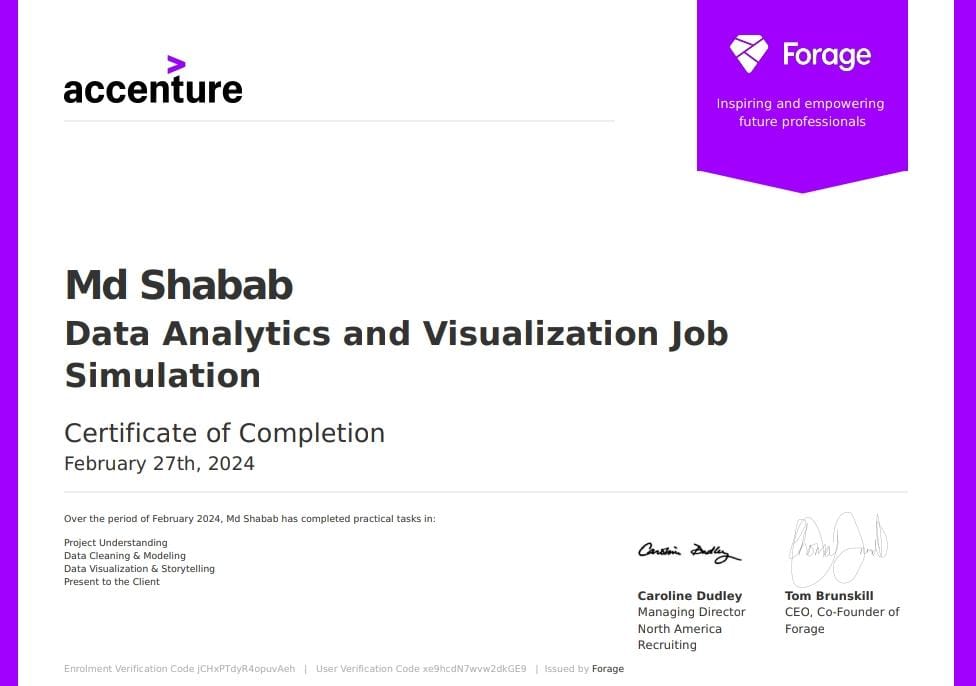 accenture
Forage
Inspiring and empowering
future professionals
Md Shabab
Data Analytics and Visualization Job
Simulation
Certificate of Completion
February 27th, 2024
Over the period of February 2024, Md Shabab has completed practical tasks in:
Project Understanding
Data Cleaning & Modeling
Data Visualization & Storytelling
Present to the Client
Caroline Dudley
Caroline Dudley
Managing Director
North America
Recruiting
Tom Brunskill
CEO, Co-Founder of
Forage
Enrolment Verification Code jCHxPTdyR4opuvAeh | User Verification Code xe9hcdN7wvw2dkGE9 | Issued by Forage